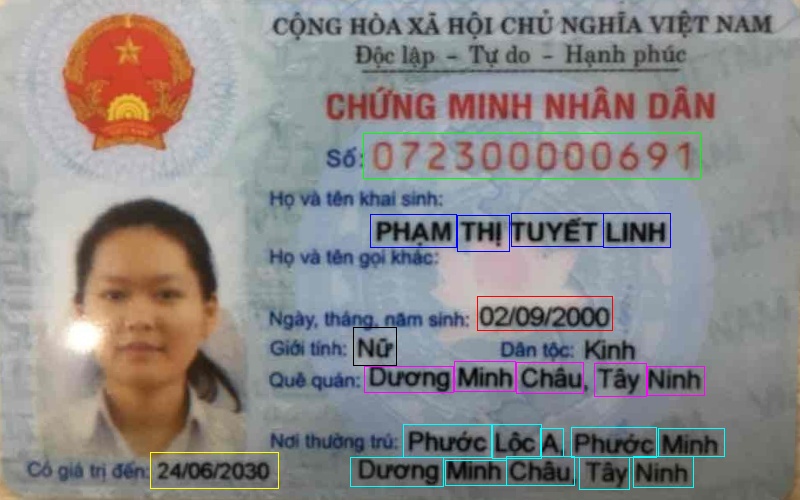 CỘNG HÒA XÃ HỘI CHỦ NGHĨA VIỆT NAM
Độc lập - Tự do - Hạnh phúc
CHỨNG MINH NHÂN DÂN
Số: 072300000691
Họ và tên khai sinh:
PHẠM THỊ TUYẾT LINH
Họ và tên gọi khác:
Ngày, tháng, năm sinh: 02/09/2000
Giới tính: Nữ Dân tộc: Kinh
Quê quán: Dương Minh Châu, Tây Ninh
Nơi thường trú: Phước Lộc A, Phước Minh
Dương Minh Châu, Tây Ninh
Có giá trị đến: 24/06/2030